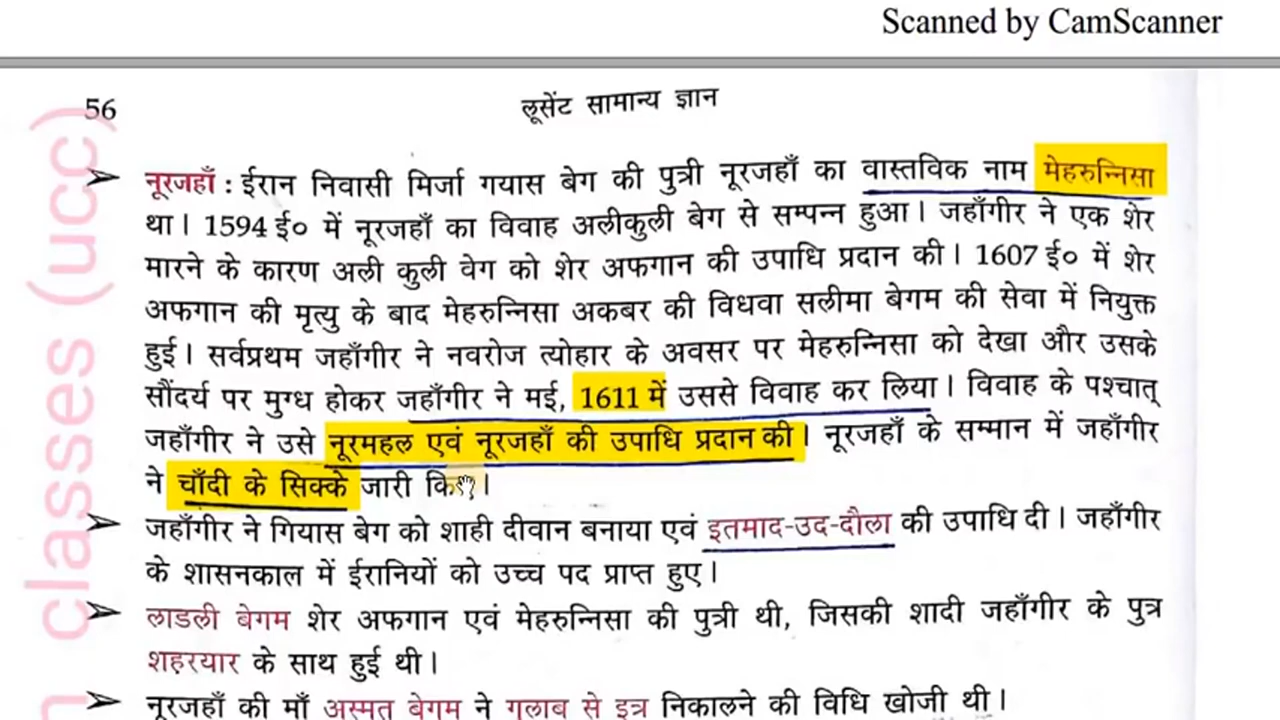 Scanned by CamScanner
56
लूसेंट सामान्य ज्ञान
➢ नूरजहाँ : ईरान निवासी मिर्जा गयास बेग की पुत्री नूरजहाँ का वास्तविक नाम मेहरुन्निसा
था। 1594 ई० में नूरजहाँ का विवाह अलीकुली बेग से सम्पन्न हुआ। जहाँगीर ने एक शेर
मारने के कारण अली कुली वेग को शेर अफगान की उपाधि प्रदान की। 1607 ई० में शेर
अफगान की मृत्यु के बाद मेहरुन्निसा अकबर की विधवा सलीमा बेगम की सेवा में नियुक्त
हुई। सर्वप्रथम जहाँगीर ने नवरोज त्योहार के अवसर पर मेहरुन्निसा को देखा और उसके
सौंदर्य पर मुग्ध होकर जहाँगीर ने मई, 1611 में उससे विवाह कर लिया। विवाह के पश्चात्
जहाँगीर ने उसे नूरमहल एवं नूरजहाँ की उपाधि प्रदान की। नूरजहाँ के सम्मान में जहाँगीर
ने चाँदी के सिक्के जारी किए।
➢ जहाँगीर ने गियास बेग को शाही दीवान बनाया एवं इतमाद-उद-दौला की उपाधि दी। जहाँगीर
के शासनकाल में ईरानियों को उच्च पद प्राप्त हुए।
➢ लाडली बेगम शेर अफगान एवं मेहरुन्निसा की पुत्री थी, जिसकी शादी जहाँगीर के पुत्र
शहरयार के साथ हुई थी।
➢ नूरजहाँ की माँ अस्मत बेगम ने गुलाब से इत्र निकालने की विधि खोजी थी।
classes (ucc)